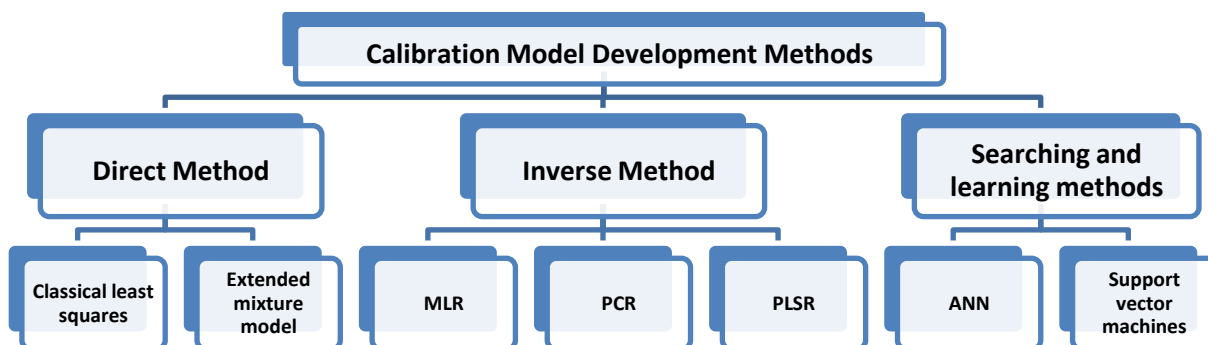 Calibration Model Development Methods
Direct Method
Inverse Method
Searching and
learning methods
Classical least
squares
Extended
mixture
model
MLR
PCR
PLSR
ANN
Support
vector
machines